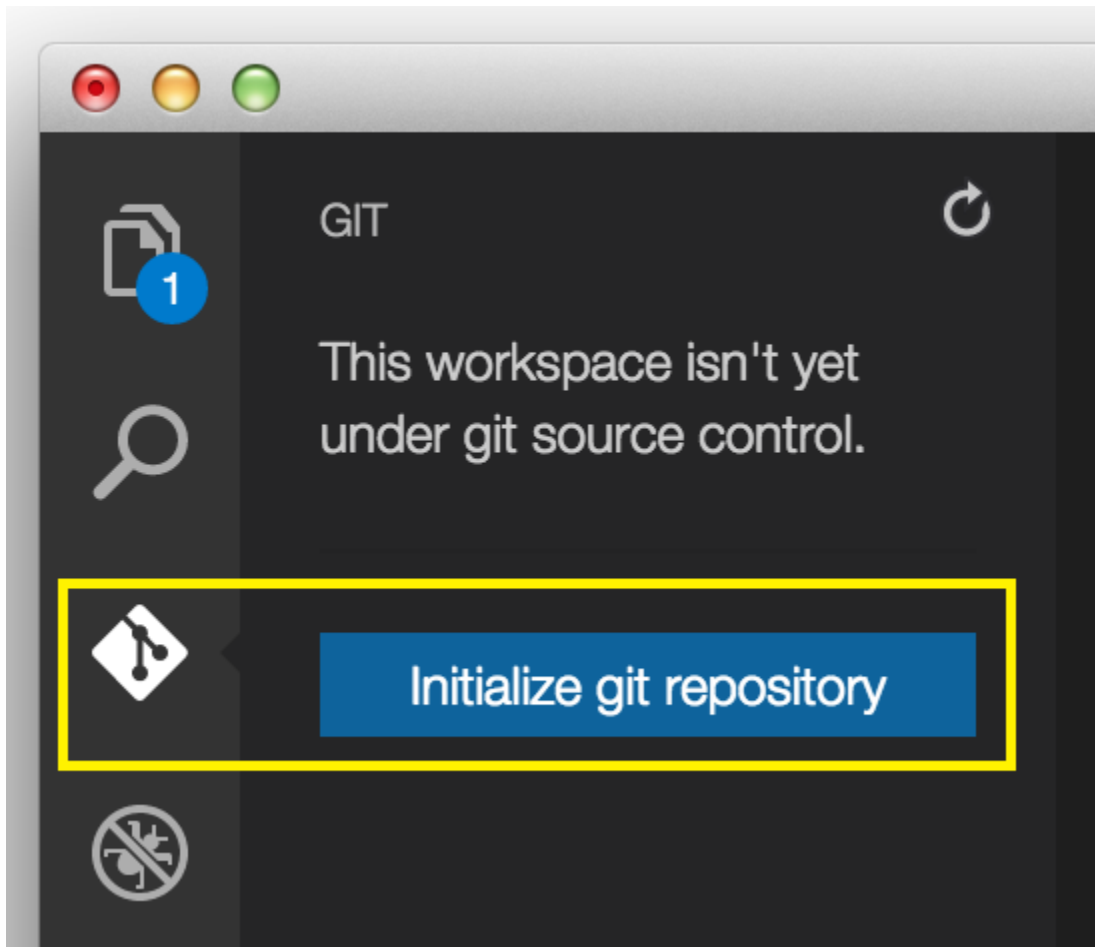 GIT
1
This workspace isn't yet
under git source control.
Initialize git repository